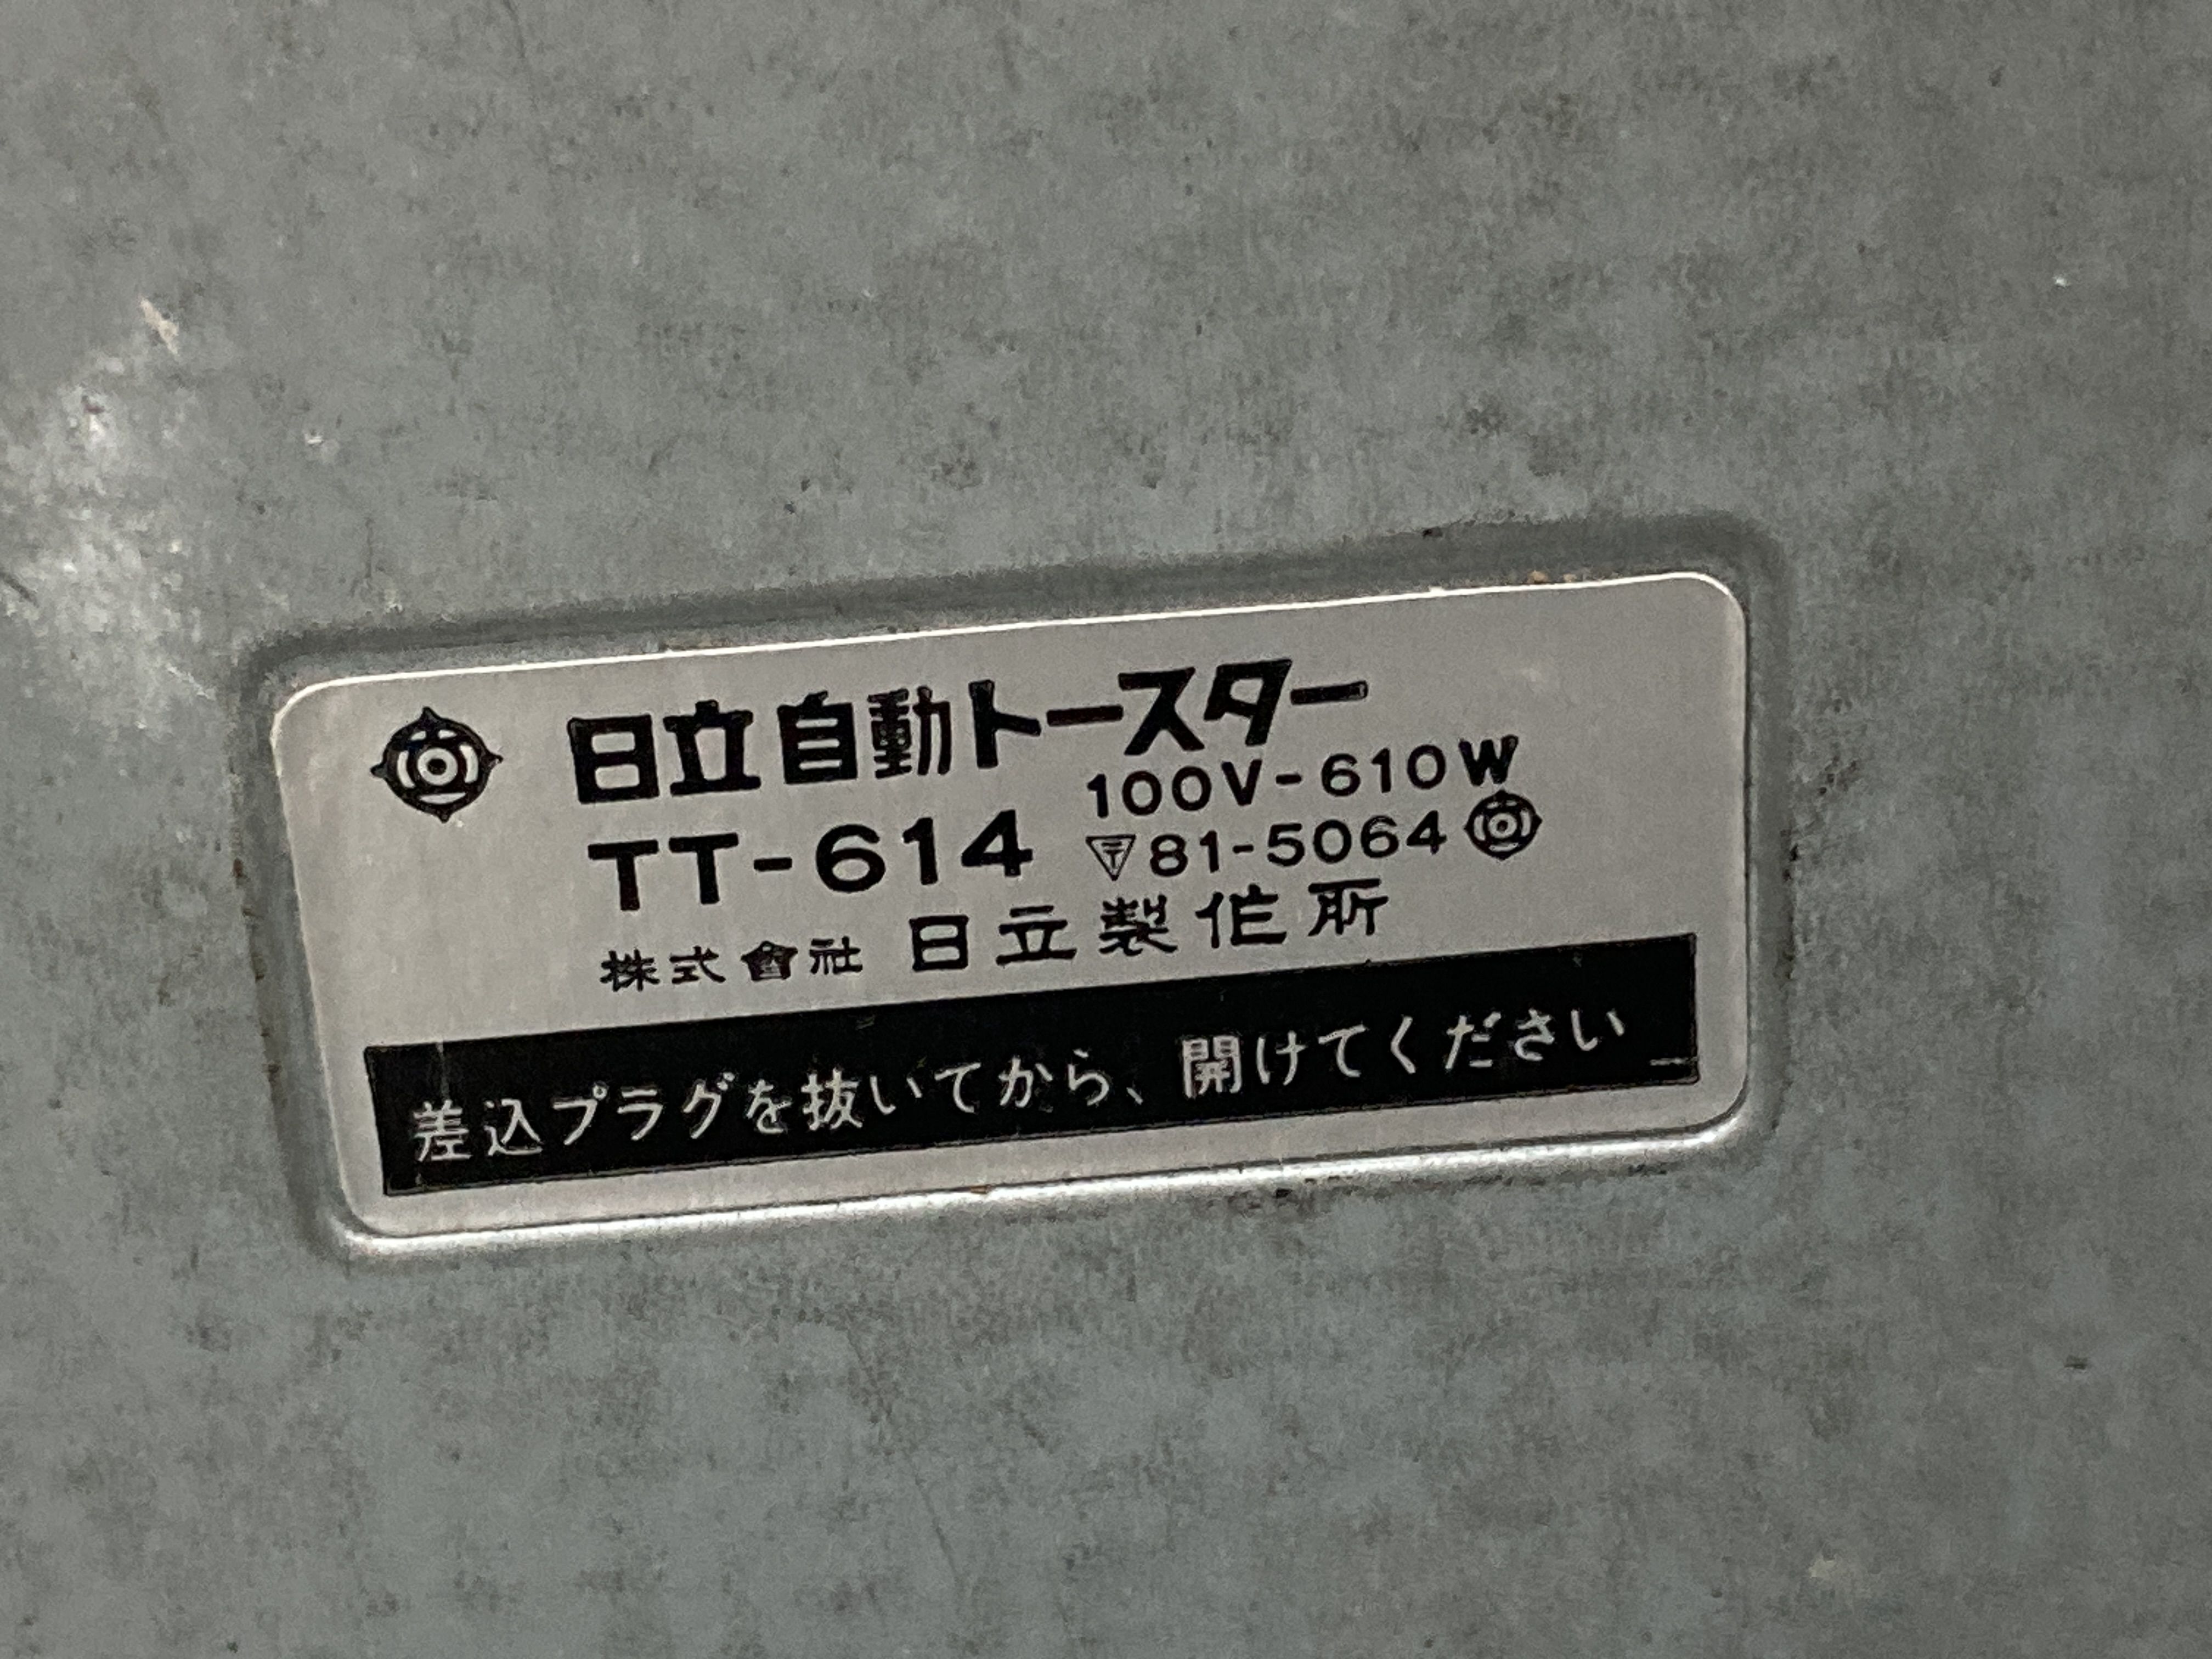 日立自動トースター
TT-614 100V-610W
〒81-5064
株式會社 日立製作所
差込プラグを抜いてから、開けてください